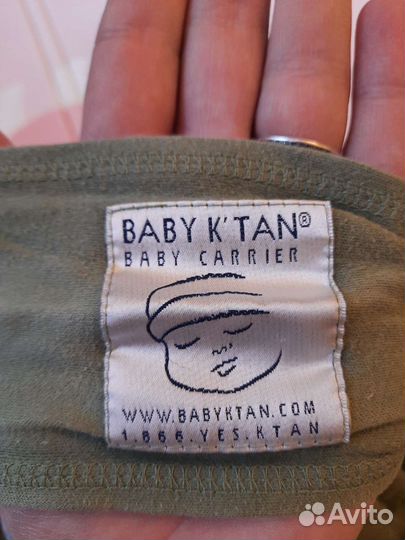 BABY K'TAN®
BABY CARRIER
WWW.BABYKTAN.COM
1.866.YES.KTAN
Avito